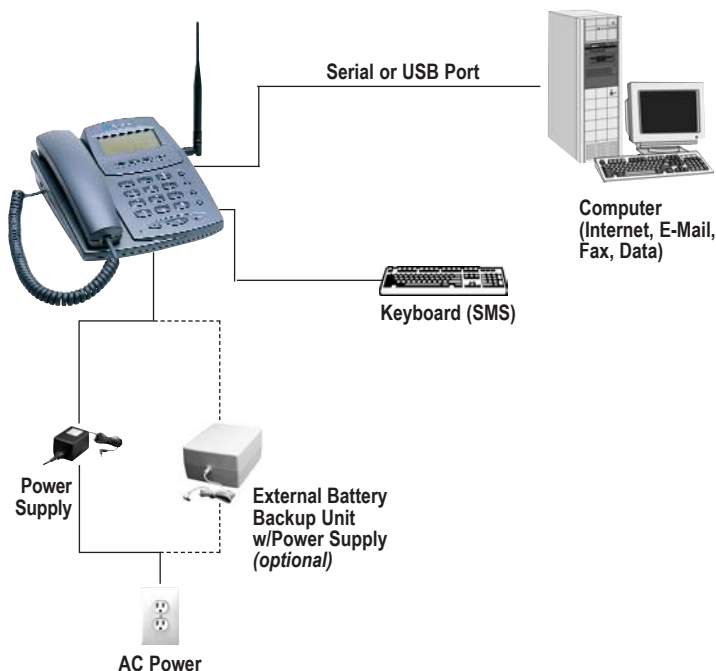 Serial or USB Port
Computer
(Internet, E-Mail,
Fax, Data)
Keyboard (SMS)
Power
Supply
External Battery
Backup Unit
w/Power Supply
(optional)
AC Power